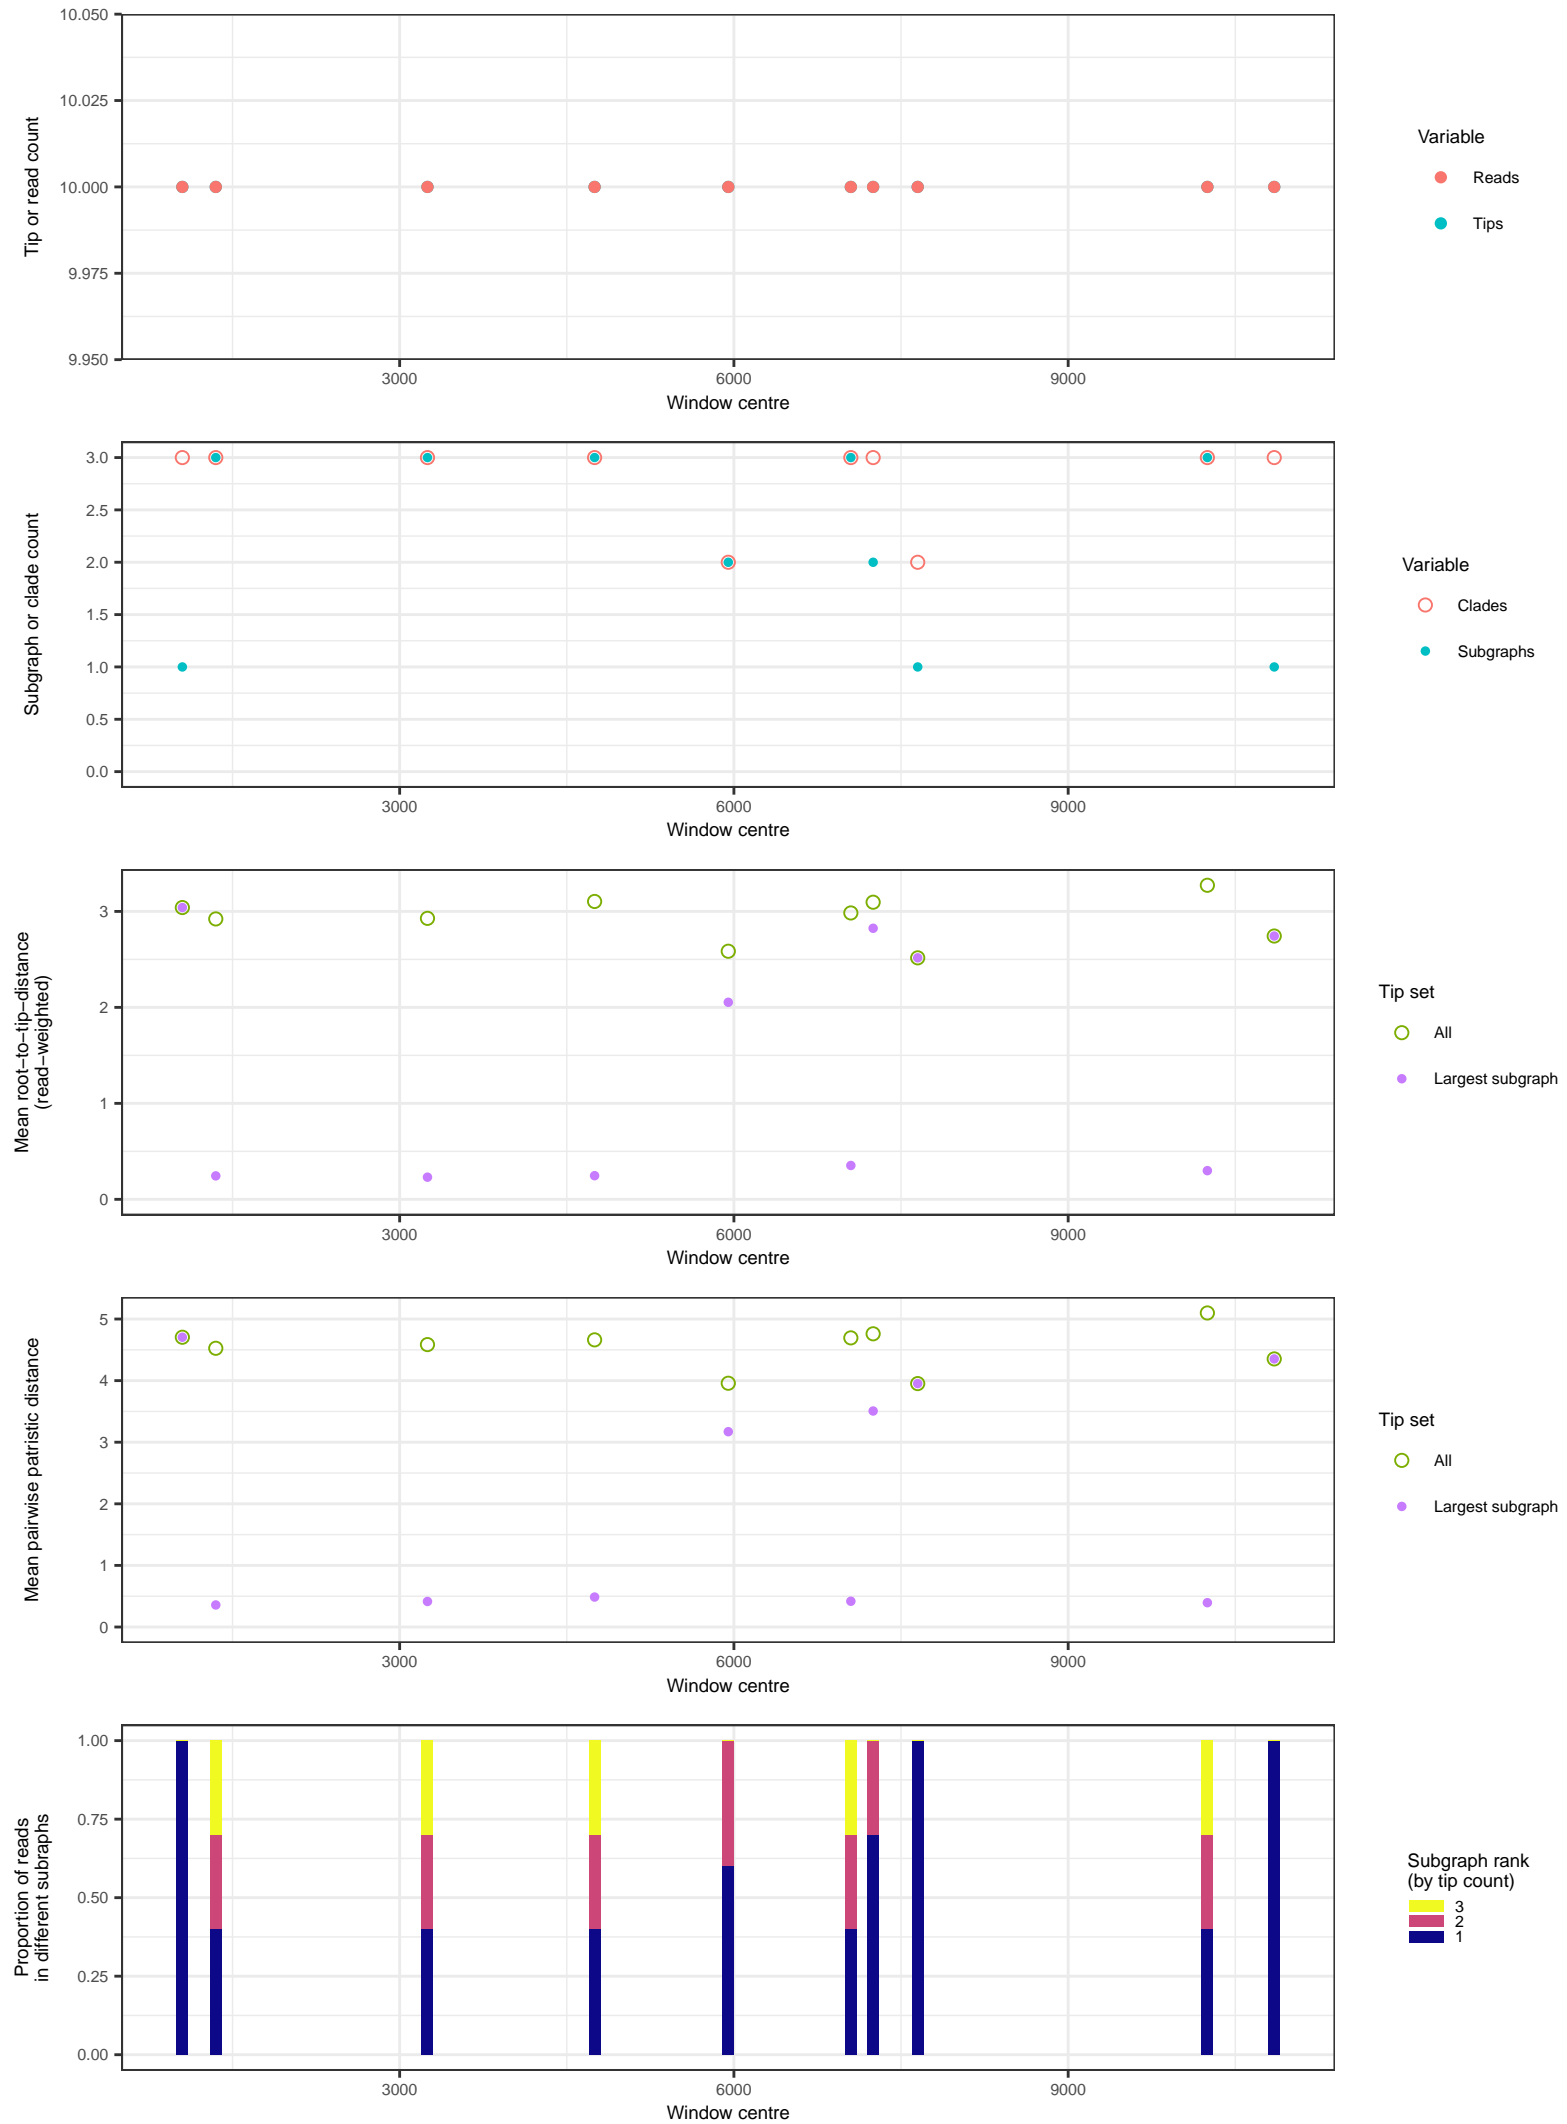 10.050
10.025
10.000
9.975
9.950
Tip or read count
3000 6000 9000
Window centre
Variable
Reads
Tips
3.0
2.5
2.0
1.5
1.0
0.5
0.0
Subgraph or clade count
3000 6000 9000
Window centre
Variable
Clades
Subgraphs
3
2
1
0
Mean root−to−tip−distance
(read−weighted)
3000 6000 9000
Window centre
Tip set
All
Largest subgraph
5
4
3
2
1
0
Mean pairwise patristic distance
3000 6000 9000
Window centre
Tip set
All
Largest subgraph
1.00
0.75
0.50
0.25
0.00
Proportion of reads
in different subraphs
3000 6000 9000
Window centre
Subgraph rank
(by tip count)
3
2
1